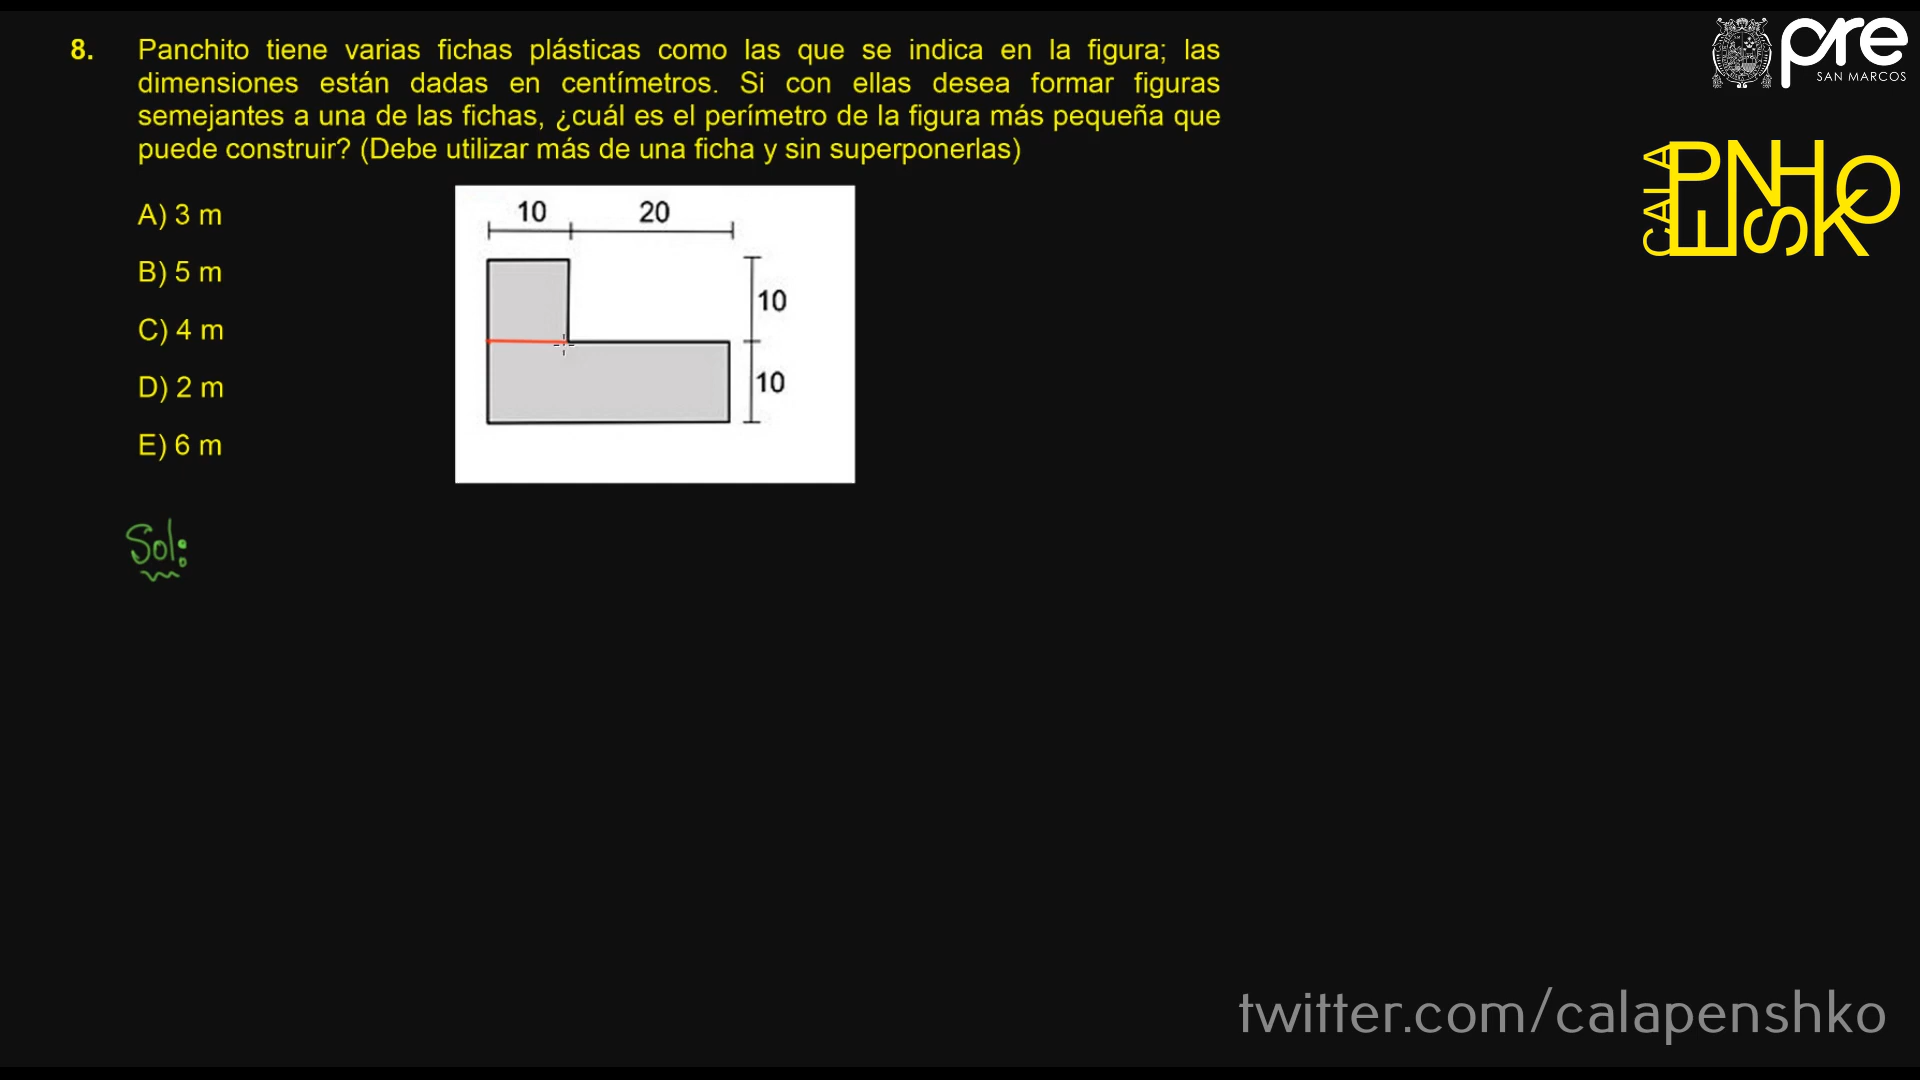 8. Panchito tiene varias fichas plásticas como las que se indica en la figura; las
dimensiones están dadas en centímetros. Si con ellas desea formar figuras
semejantes a una de las fichas, ¿cuál es el perímetro de la figura más pequeña que
puede construir? (Debe utilizar más de una ficha y sin superponerlas)
A) 3 m
B) 5 m
C) 4 m
D) 2 m
E) 6 m
10 20
10
10
Sol:
pre
SAN MARCOS
CALA
PENSHKO
twitter.com/calapenshko